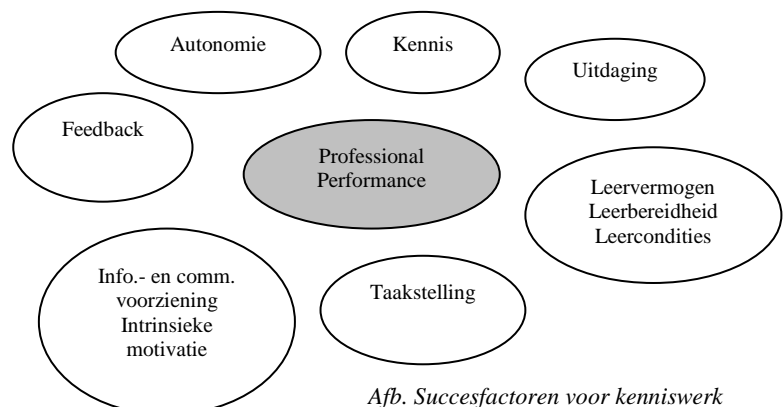 Autonomie
Kennis
Uitdaging
Feedback
Professional
Performance
Leervermogen
Leerbereidheid
Leercondities
Info.- en comm.
voorziening
Intrinsieke
motivatie
Taakstelling
Afb. Succesfactoren voor kenniswerk